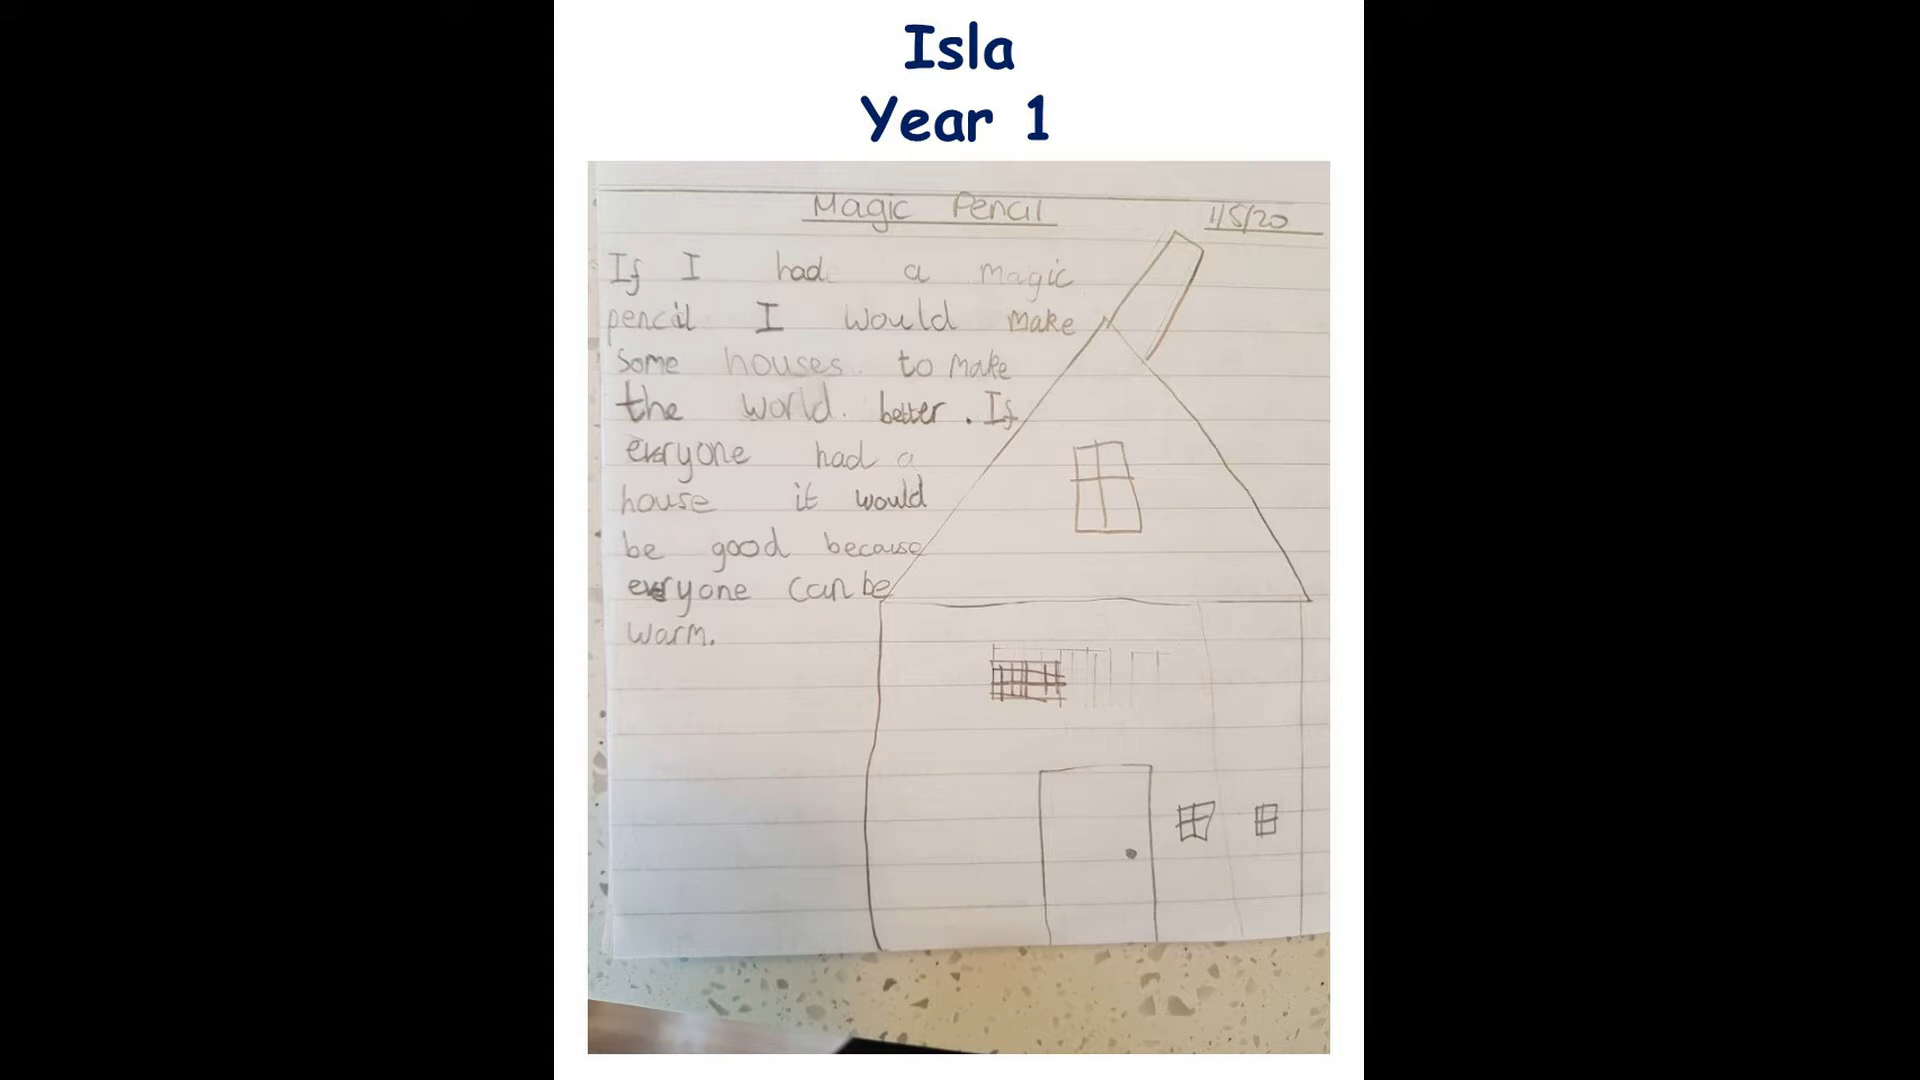 Isla
Year 1
Magic Pencil
1/5/20
If I had a magic
pencil I would make
some houses to make
the world. better. If
everyone had a
house it would
be good because
everyone can be
warm.